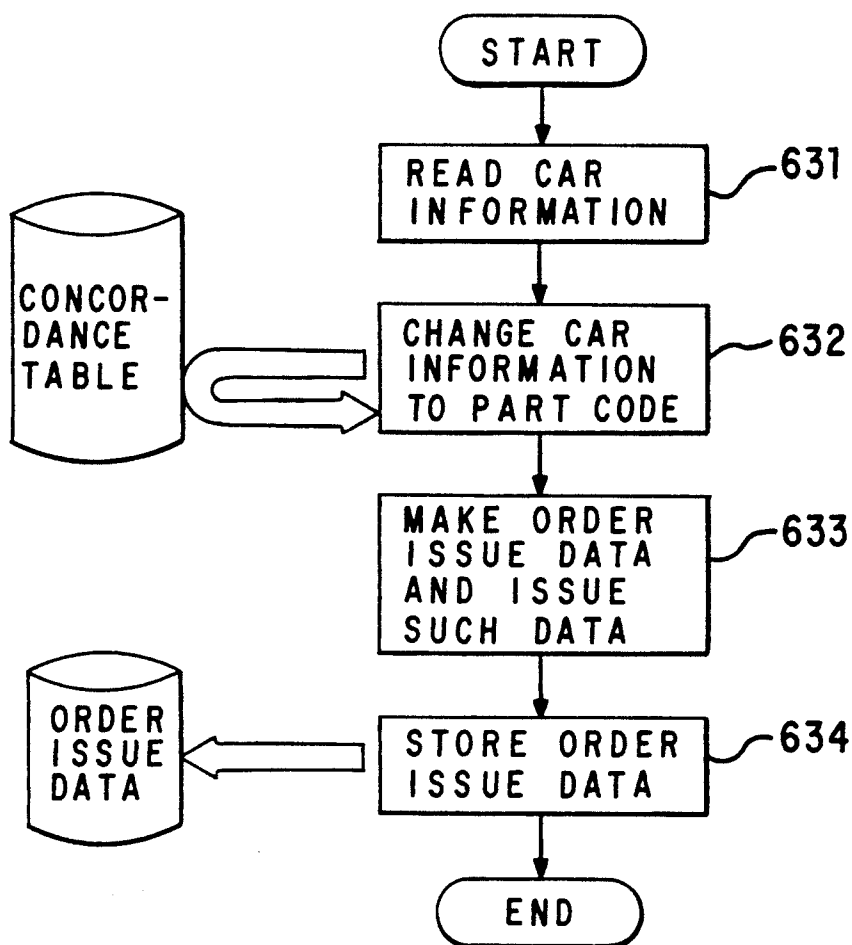 START
READ CAR
INFORMATION
631
CONCOR-
DANCE
TABLE
CHANGE CAR
INFORMATION
TO PART CODE
632
MAKE ORDER
ISSUE DATA
AND ISSUE
SUCH DATA
633
ORDER
ISSUE
DATA
STORE ORDER
ISSUE DATA
634
END